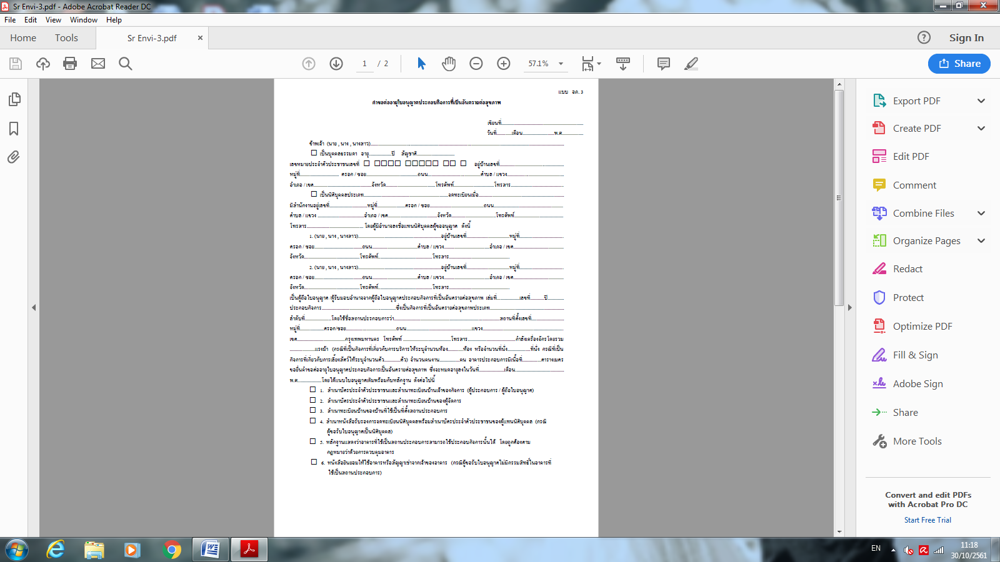 Sr Envi-3.pdf - Adobe Acrobat Reader DC
File Edit View Window Help
Home Tools Sr Envi-3.pdf × Sign In
1 / 2 57.1% Share
แบบ อภ. 3
คำขอต่ออายุใบอนุญาตประกอบกิจการที่เป็นอันตรายต่อสุขภาพ
เขียนที่..........
วันที่..........เดือน..........พ.ศ..........
ข้าพเจ้า (นาย , นาง , นางสาว)..........
☐ เป็นบุคคลธรรมดา อายุ..........ปี สัญชาติ..........
เลขหมายประจำตัวประชาชนเลขที่ ☐ ☐☐☐☐ ☐☐☐☐☐ ☐☐ ☐ อยู่บ้านเลขที่..........
หมู่ที่.......... ตรอก / ซอย..........ถนน..........ตำบล / แขวง..........
อำเภอ / เขต..........จังหวัด..........โทรศัพท์..........โทรสาร..........
☐ เป็นนิติบุคคลประเภท..........จดทะเบียนเมื่อ..........
มีสำนักงานอยู่เลขที่..........หมู่ที่..........ตรอก / ซอย..........ถนน..........
ตำบล / แขวง ..........อำเภอ / เขต..........จังหวัด..........โทรศัพท์..........
โทรสาร.......... โดยผู้มีอำนาจลงชื่อแทนนิติบุคคลผู้ขออนุญาต ดังนี้
1. (นาย , นาง , นางสาว)..........อยู่บ้านเลขที่..........หมู่ที่..........
ตรอก / ซอย..........ถนน..........ตำบล / แขวง..........อำเภอ / เขต..........
จังหวัด..........โทรศัพท์..........โทรสาร..........
2. (นาย , นาง , นางสาว)..........อยู่บ้านเลขที่..........หมู่ที่..........
ตรอก / ซอย..........ถนน..........ตำบล / แขวง..........อำเภอ / เขต..........
จังหวัด..........โทรศัพท์..........โทรสาร..........
เป็นผู้ถือใบอนุญาต /ผู้รับมอบอำนาจจากผู้ถือใบอนุญาตประกอบกิจการที่เป็นอันตรายต่อสุขภาพ เล่มที่..........เลขที่..........ปี..........
ประกอบกิจการ..........ซึ่งเป็นกิจการที่เป็นอันตรายต่อสุขภาพประเภท..........
ลำดับที่..........โดยใช้ชื่อสถานประกอบการว่า..........สถานที่ตั้งเลขที่..........
หมู่ที่..........ตรอก/ซอย..........ถนน..........แขวง..........
เขต..........กรุงเทพมหานคร โทรศัพท์ ..........โทรสาร..........กำลังเครื่องจักรโดยรวม
..........แรงม้า (กรณีที่เป็นกิจการที่เกี่ยวกับการบริการให้ระบุจำนวนห้อง..........ห้อง หรือจำนวนที่นั่ง..........ที่นั่ง กรณีที่เป็น
กิจการที่เกี่ยวกับการเลี้ยงสัตว์ให้ระบุจำนวนตัว..........ตัว) จำนวนคนงาน..........คน อาคารประกอบการมีเนื้อที่..........ตารางเมตร
ขอยื่นคำขอต่ออายุใบอนุญาตประกอบกิจการเป็นอันตรายต่อสุขภาพ ซึ่งจะหมดอายุลงในวันที่..........เดือน..........
พ.ศ..........โดยได้แนบใบอนุญาตเดิมพร้อมกับหลักฐาน ดังต่อไปนี้
☐ 1. สำเนาบัตรประจำตัวประชาชนและสำเนาทะเบียนบ้านเจ้าของกิจการ (ผู้ประกอบการ / ผู้ถือใบอนุญาต)
☐ 2. สำเนาบัตรประจำตัวประชาชนและสำเนาทะเบียนบ้านของผู้จัดการ
☐ 3. สำเนาทะเบียนบ้านของบ้านที่ใช้เป็นที่ตั้งสถานประกอบการ
☐ 4. สำเนาหนังสือรับรองการจดทะเบียนนิติบุคคลพร้อมสำเนาบัตรประจำตัวประชาชนของผู้แทนนิติบุคคล (กรณี
ผู้ขอรับใบอนุญาตเป็นนิติบุคคล)
☐ 5. หลักฐานแสดงว่าอาคารที่ใช้เป็นสถานประกอบการสามารถใช้ประกอบกิจการนั้นได้ โดยถูกต้องตาม
กฎหมายว่าด้วยการควบคุมอาคาร
☐ 6. หนังสือยินยอมให้ใช้อาคารหรือสัญญาเช่าจากเจ้าของอาคาร (กรณีผู้ขอรับใบอนุญาตไม่มีกรรมสิทธิ์ในอาคารที่
ใช้เป็นสถานประกอบการ)
Export PDF
Create PDF
Edit PDF
Comment
Combine Files
Organize Pages
Redact
Protect
Optimize PDF
Fill & Sign
Adobe Sign
Share
More Tools
Convert and edit PDFs
with Acrobat Pro DC
Start Free Trial
EN 11:18
30/10/2561